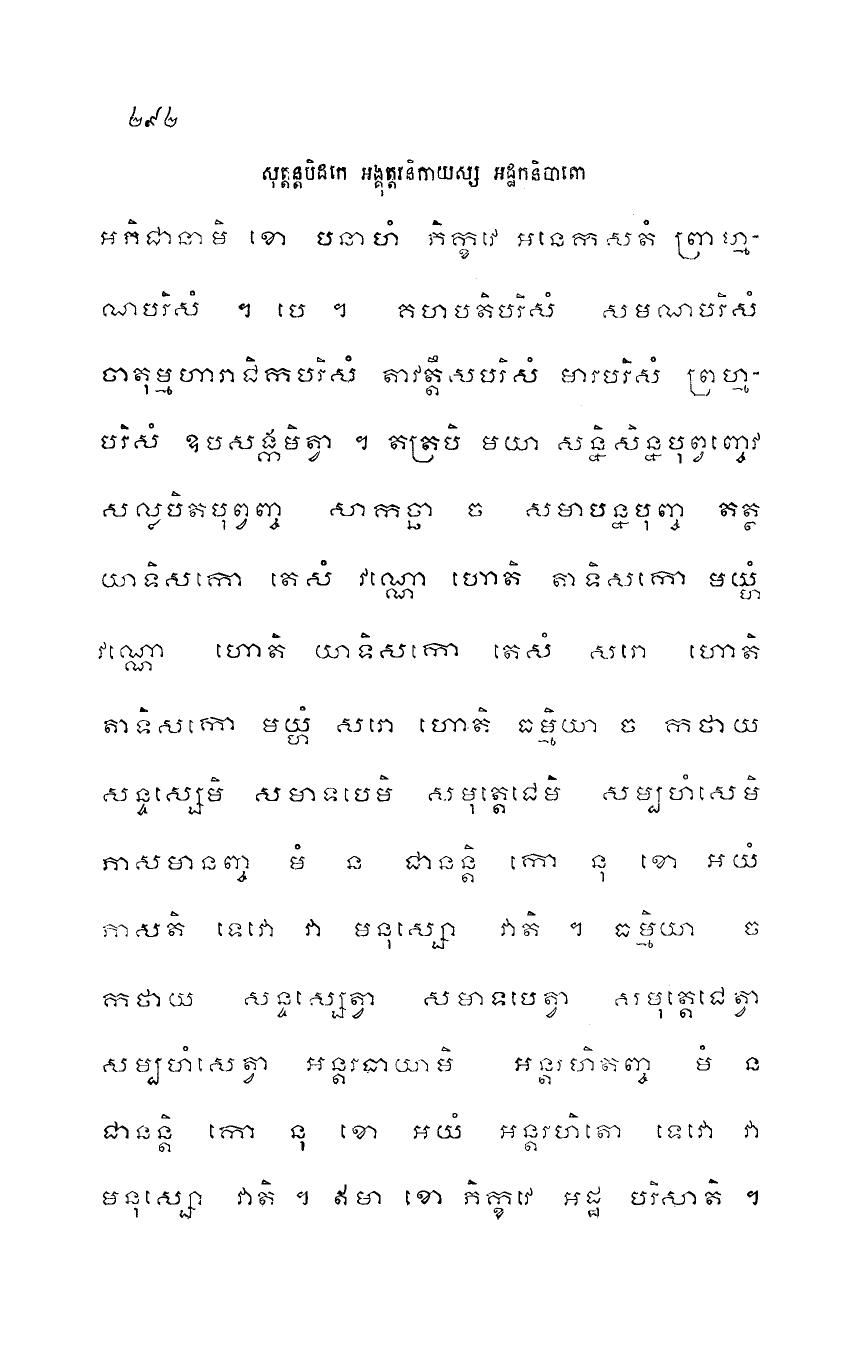 ២៩២
សុត្តន្តបិដកេ អង្គុត្តរនិកាយស្ស អដ្ឋកនិបាតោ
អភិជានាមិ ខោ បនាហំ ភិក្ខវេ អនេកសតំ ព្រាហ្ម-
ណបរិសំ ។ បេ ។ គហបតិបរិសំ សមណបរិសំ
ចាតុម្មហារាជិកបរិសំ តាវត្តឹសបរិសំ មារបរិសំ ព្រហ្ម-
បរិសំ ឧបសង្កមិត្វា ។ តត្របិ មយា សន្និសិន្នបុព្វញ្ចេវ
សល្លបិតបុព្វញ្ច សាកច្ឆា ច សមាបន្នបុញ្ច តត្ថ
យាទិសកោ តេសំ វណ្ណោ ហោតិ តាទិសកោ មយ្ហំ
វណ្ណោ ហោតិ យាទិសកោ តេសំ សរោ ហោតិ
តាទិសកោ មយ្ហំ សរោ ហោតិ ធម្មិយា ច កថាយ
សន្ទស្សេមិ សមាទបេមិ សមុត្តេជេមិ សម្បហំសេមិ
ភាសមានញ្ច មំ ន ជានន្តិ កោ នុ ខោ អយំ
ភាសតិ ទេវោ វា មនុស្សោ វាតិ ។ ធម្មិយា ច
កថាយ សន្ទស្សេត្វា សមាទបេត្វា សមុត្តេជេត្វា
សម្បហំសេត្វា អន្តរធាយាមិ អន្តរហិតញ្ច មំ ន
ជានន្តិ កោ នុ ខោ អយំ អន្តរហិតោ ទេវោ វា
មនុស្សោ វាតិ ។ ឥមា ខោ ភិក្ខវេ អដ្ឋ បរិសាតិ ។